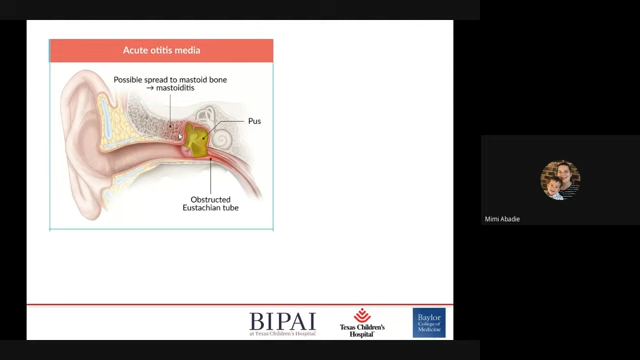 Acute otitis media
Possible spread to mastoid bone
→ mastoiditis
Pus
Obstructed
Eustachian tube
Mimi Abadie
BIPAI
at Texas Children's Hospital
Texas Children's
Hospital
Baylor
College of
Medicine